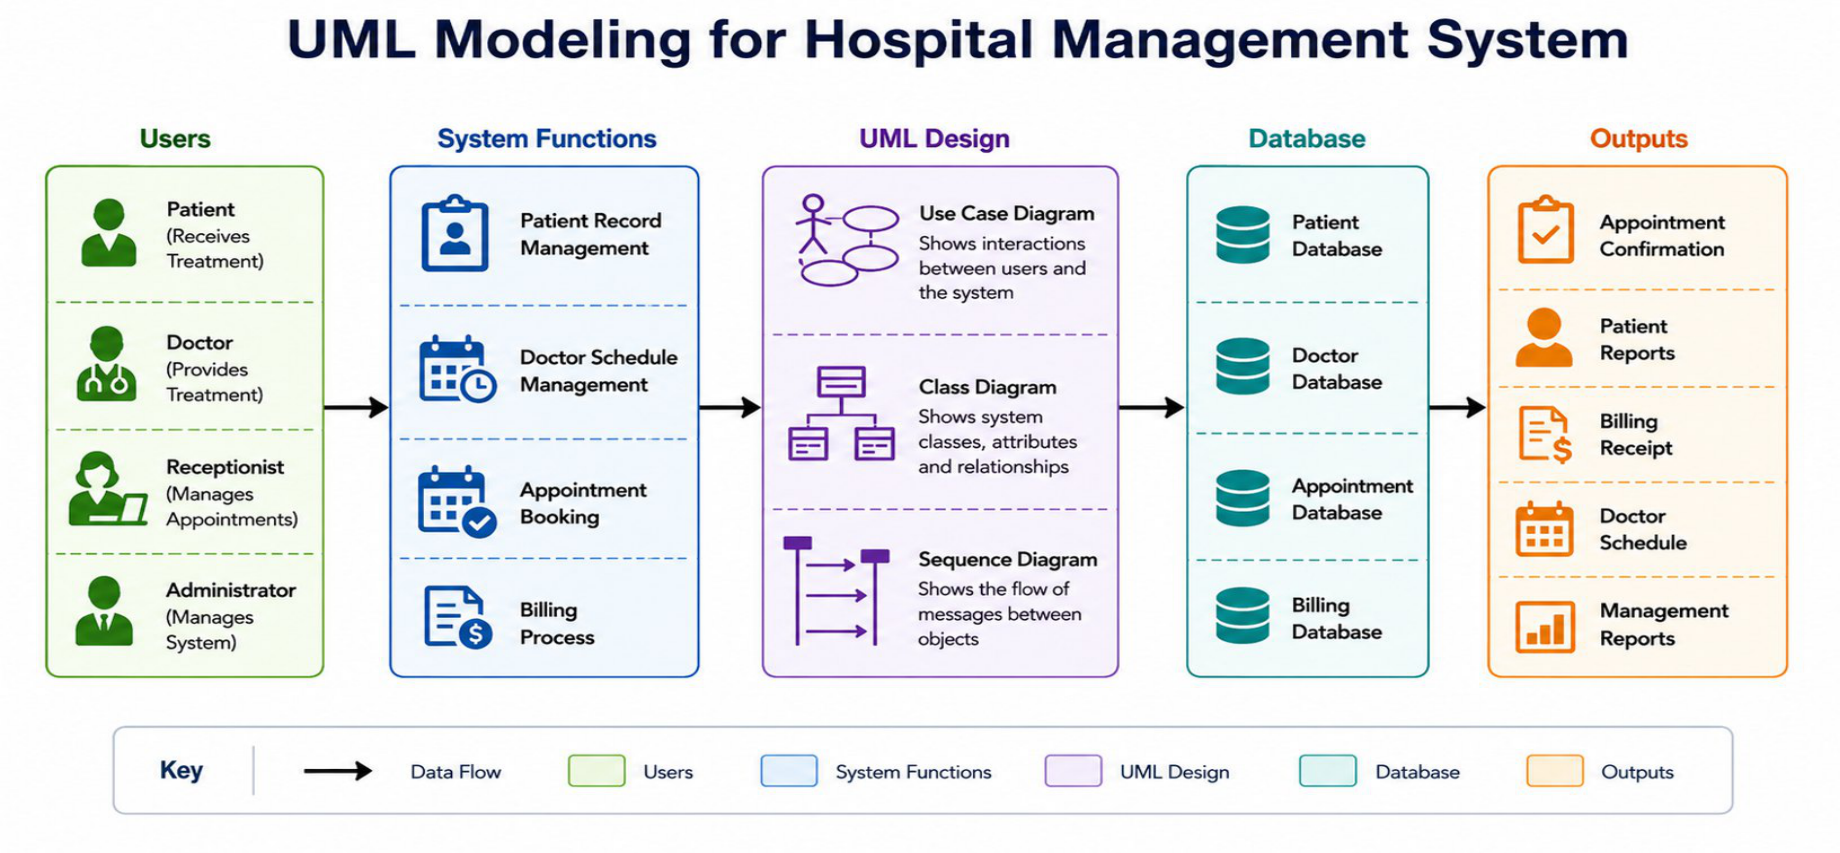 UML Modeling for Hospital Management System
Users
Patient
(Receives
Treatment)
Doctor
(Provides
Treatment)
Receptionist
(Manages
Appointments)
Administrator
(Manages
System)
System Functions
Patient Record
Management
Doctor Schedule
Management
Appointment
Booking
Billing
Process
$
UML Design
Use Case Diagram
Shows interactions
between users and
the system
Class Diagram
Shows system
classes, attributes
and relationships
Sequence Diagram
Shows the flow of
messages between
objects
Database
Patient
Database
Doctor
Database
Appointment
Database
Billing
Database
Outputs
Appointment
Confirmation
Patient
Reports
Billing
Receipt
$
Doctor
Schedule
Management
Reports
Key
Data Flow
Users
System Functions
UML Design
Database
Outputs